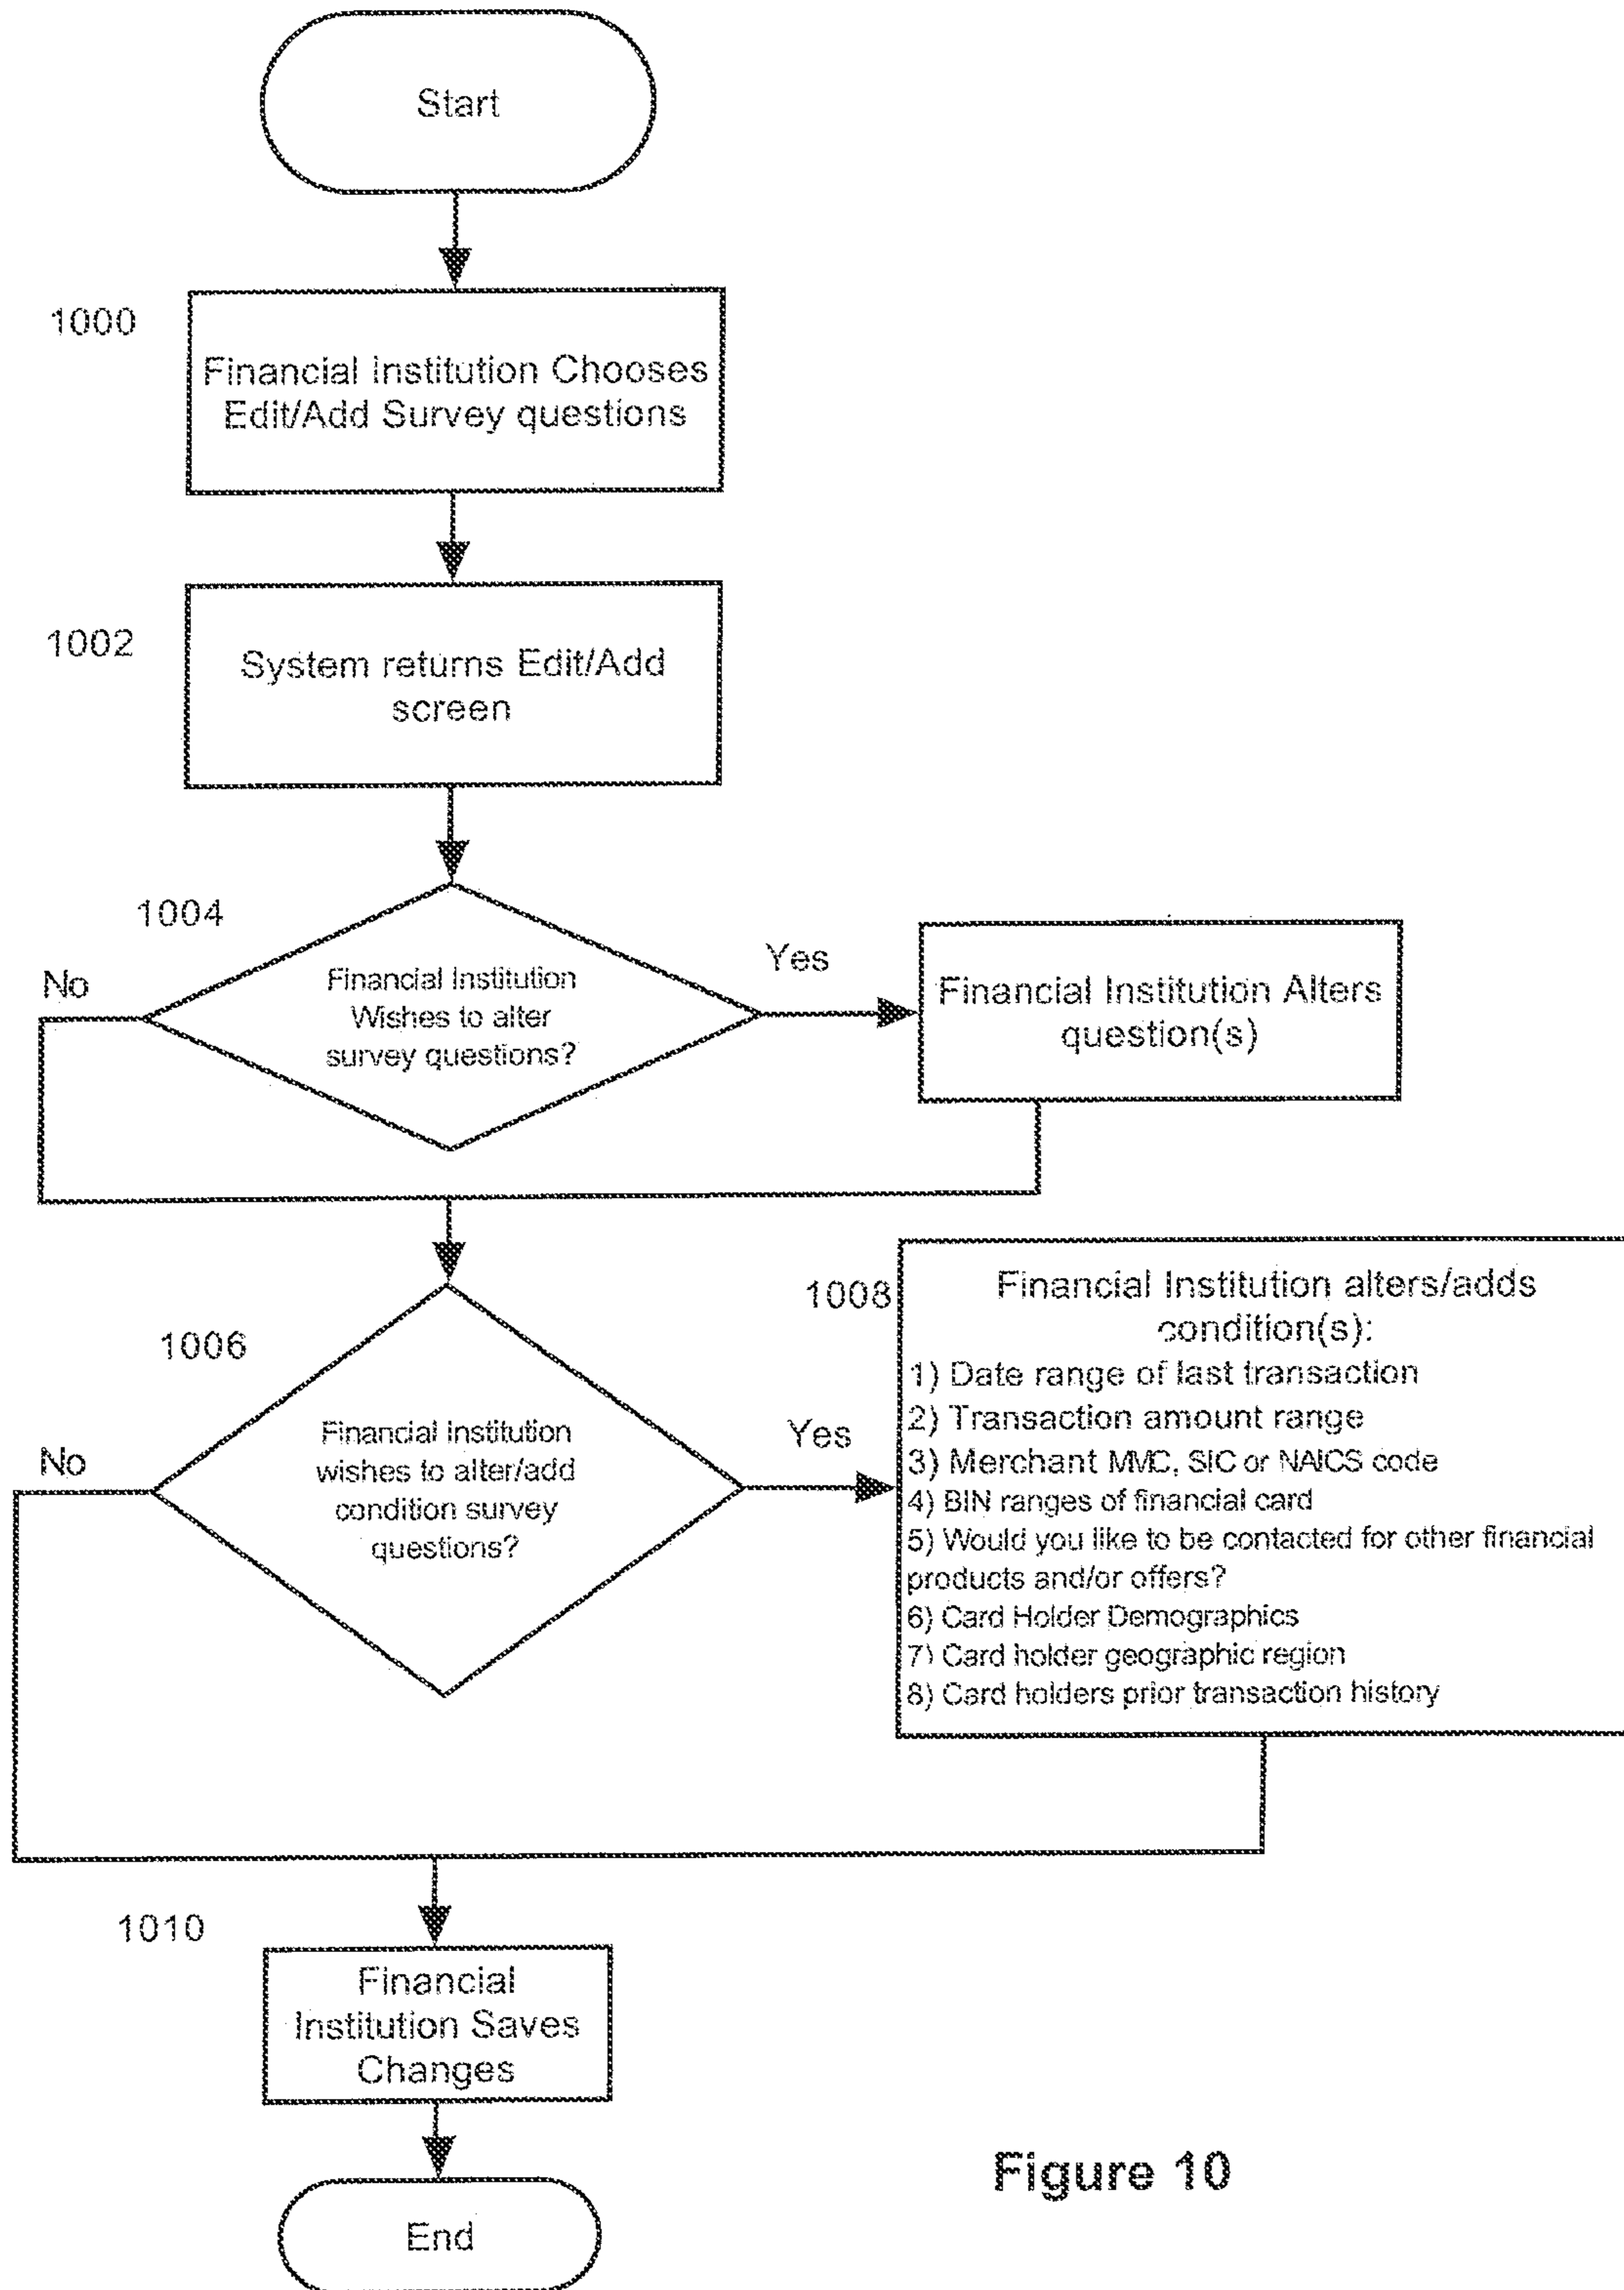 Start
1000
Financial Institution Chooses
Edit/Add Survey questions
1002
System returns Edit/Add
screen
1004
No
Financial Institution
Wishes to alter
survey questions?
Yes
Financial Institution Alters
question(s)
1006
No
Financial Institution
wishes to alter/add
condition survey
questions?
Yes
1008
Financial Institution alters/adds
condition(s):
1) Date range of last transaction
2) Transaction amount range
3) Merchant MMC, SIC or NAICS code
4) BIN ranges of financial card
5) Would you like to be contacted for other financial
products and/or offers?
6) Card Holder Demographics
7) Card holder geographic region
8) Card holders prior transaction history
1010
Financial
Institution Saves
Changes
End
Figure 10